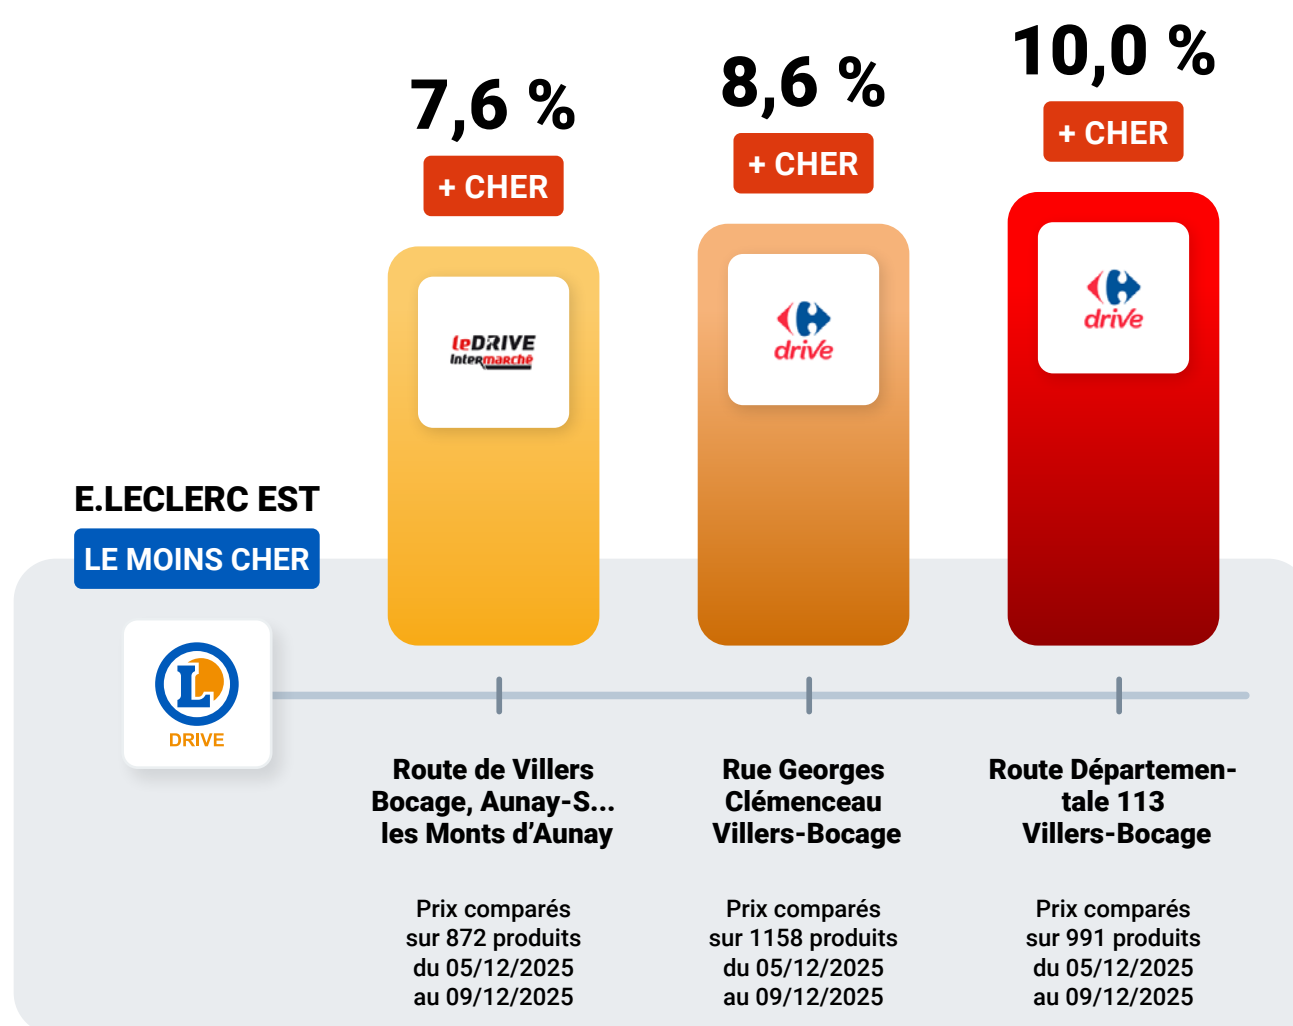 7,6 %
+ CHER
8,6 %
+ CHER
10,0 %
+ CHER
leDRIVE
Intermarché
drive
drive
E.LECLERC EST
LE MOINS CHER
L
DRIVE
Route de Villers
Bocage, Aunay-S...
les Monts d’Aunay
Prix comparés
sur 872 produits
du 05/12/2025
au 09/12/2025
Rue Georges
Clémenceau
Villers-Bocage
Prix comparés
sur 1158 produits
du 05/12/2025
au 09/12/2025
Route Départemen-
tale 113
Villers-Bocage
Prix comparés
sur 991 produits
du 05/12/2025
au 09/12/2025